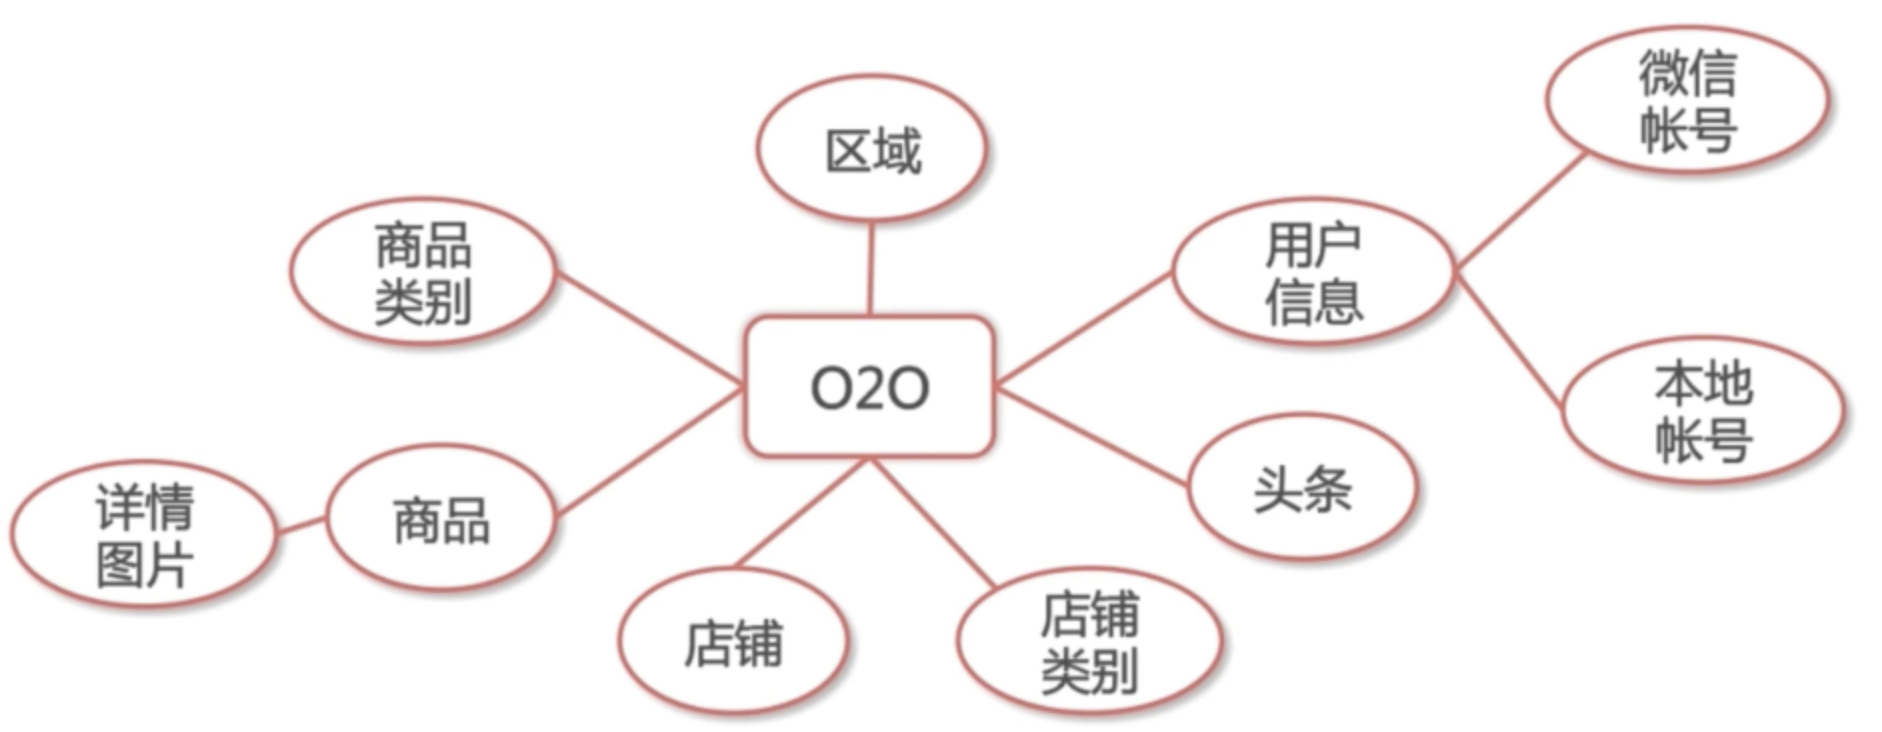 微信
帐号
区域
商品
类别
用户
信息
O2O
本地
帐号
头条
详情
图片
商品
店铺
店铺
类别